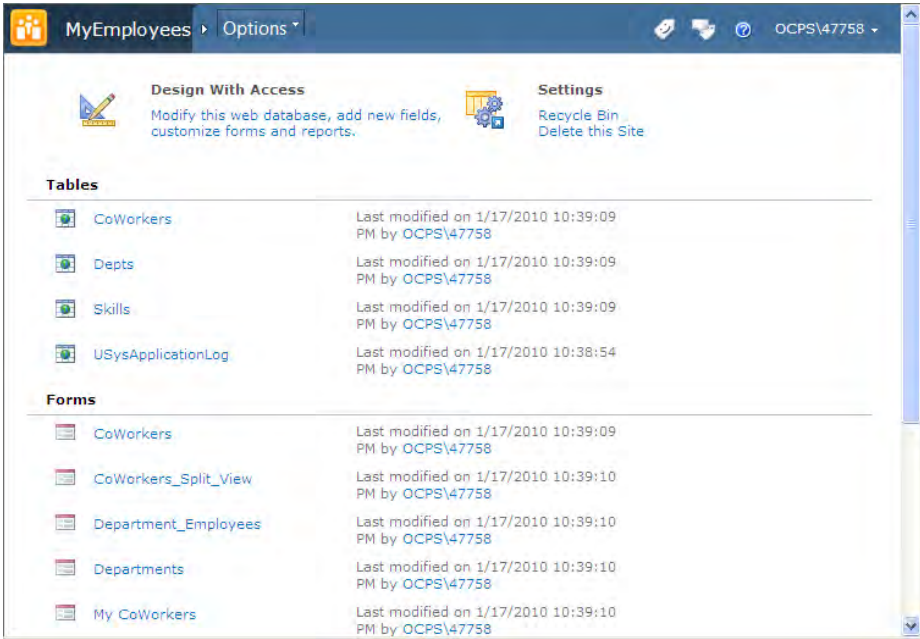 MyEmployees Options OCPS\47758
Design With Access
Modify this web database, add new fields,
customize forms and reports.
Settings
Recycle Bin
Delete this Site
Tables
CoWorkers Last modified on 1/17/2010 10:39:09
PM by OCPS\47758
Depts Last modified on 1/17/2010 10:39:09
PM by OCPS\47758
Skills Last modified on 1/17/2010 10:39:09
PM by OCPS\47758
USysApplicationLog Last modified on 1/17/2010 10:38:54
PM by OCPS\47758
Forms
CoWorkers Last modified on 1/17/2010 10:39:09
PM by OCPS\47758
CoWorkers_Split_View Last modified on 1/17/2010 10:39:10
PM by OCPS\47758
Department_Employees Last modified on 1/17/2010 10:39:10
PM by OCPS\47758
Departments Last modified on 1/17/2010 10:39:10
PM by OCPS\47758
My CoWorkers Last modified on 1/17/2010 10:39:10
PM by OCPS\47758